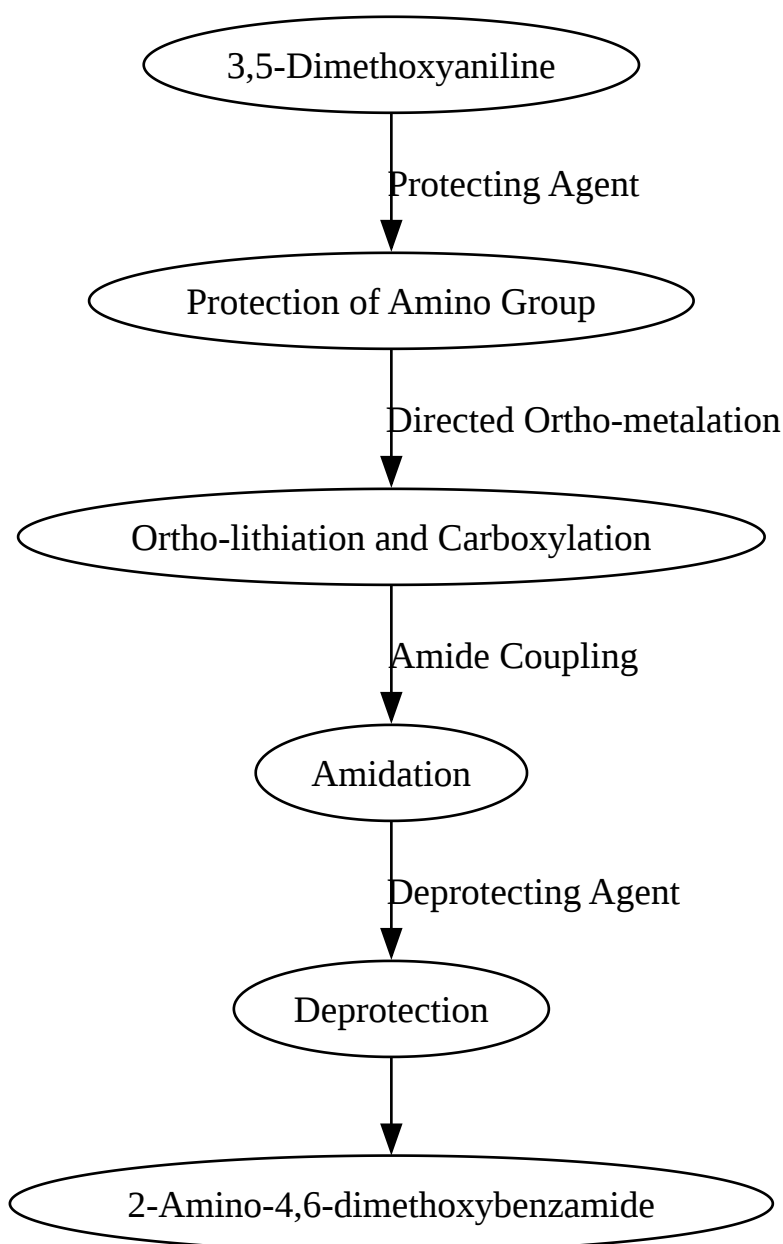 3,5-Dimethoxyaniline
Protecting Agent
Protection of Amino Group
Directed Ortho-metalation
Ortho-lithiation and Carboxylation
Amide Coupling
Amidation
Deprotecting Agent
Deprotection
2-Amino-4,6-dimethoxybenzamide